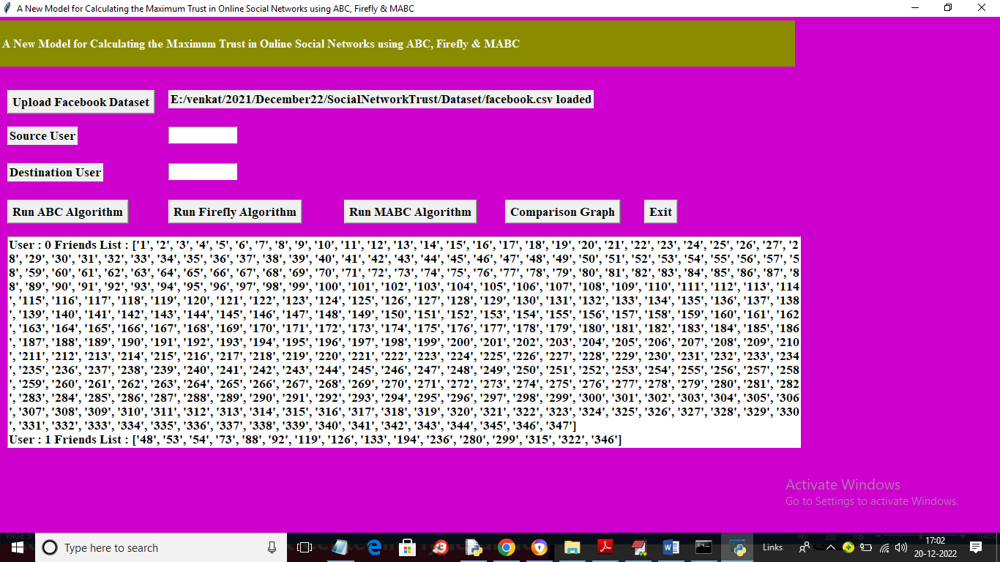 A New Model for Calculating the Maximum Trust in Online Social Networks using ABC, Firefly & MABC
A New Model for Calculating the Maximum Trust in Online Social Networks using ABC, Firefly & MABC
Upload Facebook Dataset E:/venkat/2021/December22/SocialNetworkTrust/Dataset/facebook.csv loaded
Source User
Destination User
Run ABC Algorithm Run Firefly Algorithm Run MABC Algorithm Comparison Graph Exit
User : 0 Friends List : ['1', '2', '3', '4', '5', '6', '7', '8', '9', '10', '11', '12', '13', '14', '15', '16', '17', '18', '19', '20', '21', '22', '23', '24', '25', '26', '27', '2
8', '29', '30', '31', '32', '33', '34', '35', '36', '37', '38', '39', '40', '41', '42', '43', '44', '45', '46', '47', '48', '49', '50', '51', '52', '53', '54', '55', '56', '57', '5
8', '59', '60', '61', '62', '63', '64', '65', '66', '67', '68', '69', '70', '71', '72', '73', '74', '75', '76', '77', '78', '79', '80', '81', '82', '83', '84', '85', '86', '87', '8
8', '89', '90', '91', '92', '93', '94', '95', '96', '97', '98', '99', '100', '101', '102', '103', '104', '105', '106', '107', '108', '109', '110', '111', '112', '113', '114
', '115', '116', '117', '118', '119', '120', '121', '122', '123', '124', '125', '126', '127', '128', '129', '130', '131', '132', '133', '134', '135', '136', '137', '138
', '139', '140', '141', '142', '143', '144', '145', '146', '147', '148', '149', '150', '151', '152', '153', '154', '155', '156', '157', '158', '159', '160', '161', '162
', '163', '164', '165', '166', '167', '168', '169', '170', '171', '172', '173', '174', '175', '176', '177', '178', '179', '180', '181', '182', '183', '184', '185', '186
', '187', '188', '189', '190', '191', '192', '193', '194', '195', '196', '197', '198', '199', '200', '201', '202', '203', '204', '205', '206', '207', '208', '209', '210
', '211', '212', '213', '214', '215', '216', '217', '218', '219', '220', '221', '222', '223', '224', '225', '226', '227', '228', '229', '230', '231', '232', '233', '234
', '235', '236', '237', '238', '239', '240', '241', '242', '243', '244', '245', '246', '247', '248', '249', '250', '251', '252', '253', '254', '255', '256', '257', '258
', '259', '260', '261', '262', '263', '264', '265', '266', '267', '268', '269', '270', '271', '272', '273', '274', '275', '276', '277', '278', '279', '280', '281', '282
', '283', '284', '285', '286', '287', '288', '289', '290', '291', '292', '293', '294', '295', '296', '297', '298', '299', '300', '301', '302', '303', '304', '305', '306
', '307', '308', '309', '310', '311', '312', '313', '314', '315', '316', '317', '318', '319', '320', '321', '322', '323', '324', '325', '326', '327', '328', '329', '330
', '331', '332', '333', '334', '335', '336', '337', '338', '339', '340', '341', '342', '343', '344', '345', '346', '347']
User : 1 Friends List : ['48', '53', '54', '73', '88', '92', '119', '126', '133', '194', '236', '280', '299', '315', '322', '346']
Activate Windows
Go to Settings to activate Windows.
Type here to search
Links
17:02
20-12-2022